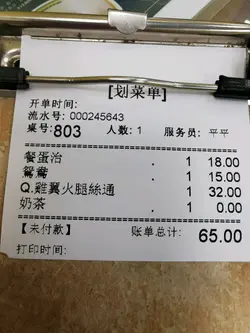 [划菜单]
开单时间:
流水号: 000245643
桌号:803 人数: 1 服务员: 平平
餐蛋治 . 1 18.00
鴛鴦 . 1 15.00
Q.雞翼火腿絲通 1 32.00
奶茶 . 1 0.00
【未付款】 账单总计: 65.00
打印时间: